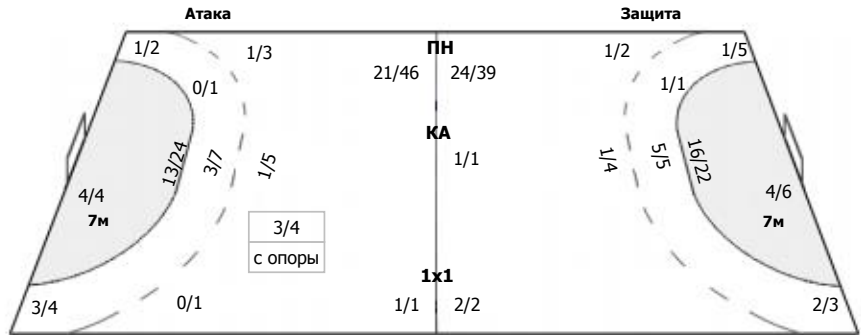 Атака Защита
1/2 1/3 ПН 1/2 1/5
21/46 24/39
0/1 1/1
КА
13/24 3/7 1/5 1/1 1/4 5/5 16/22
4/4 4/6
7м 7м
3/4
с опоры
1х1
3/4 0/1 1/1 2/2 2/3